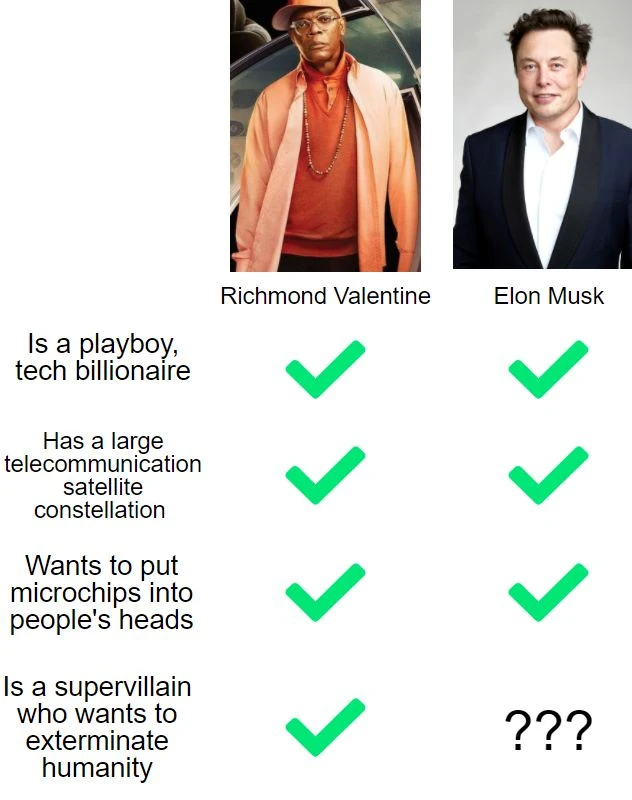 Richmond Valentine
Elon Musk
Is a playboy,
tech billionaire
Has a large
telecommunication
satellite
constellation
Wants to put
microchips into
people's heads
Is a supervillain
who wants to
exterminate
humanity
???